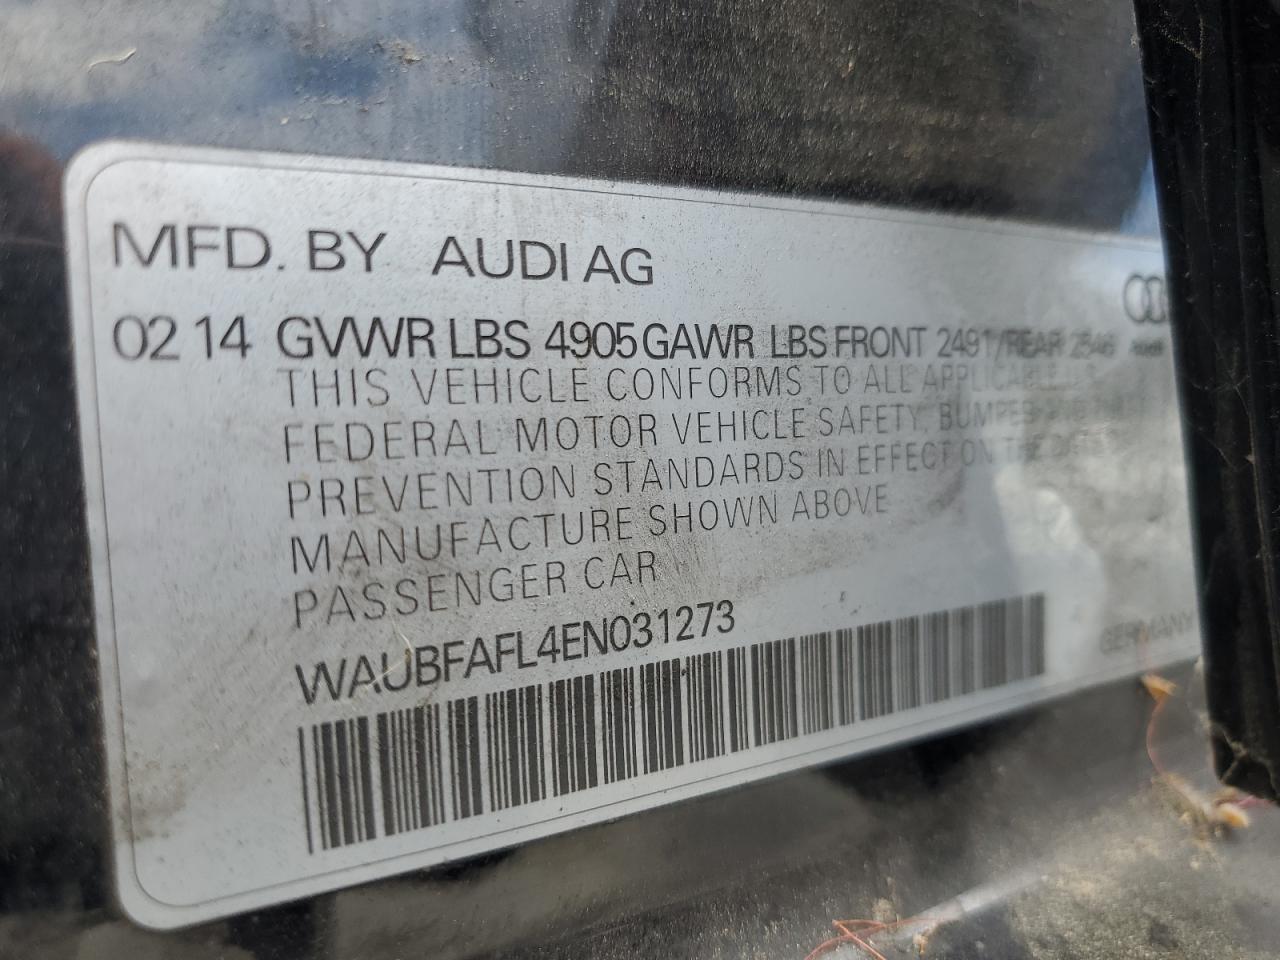 MFD. BY AUDI AG
02 14 GVWR LBS 4905 GAWR LBS FRONT 2491/REAR 2546
THIS VEHICLE CONFORMS TO ALL APPLICABLE U.S.
FEDERAL MOTOR VEHICLE SAFETY, BUMPER
PREVENTION STANDARDS IN EFFECT ON THE DATE
MANUFACTURE SHOWN ABOVE
PASSENGER CAR
WAUBFAFL4EN031273
GERMANY